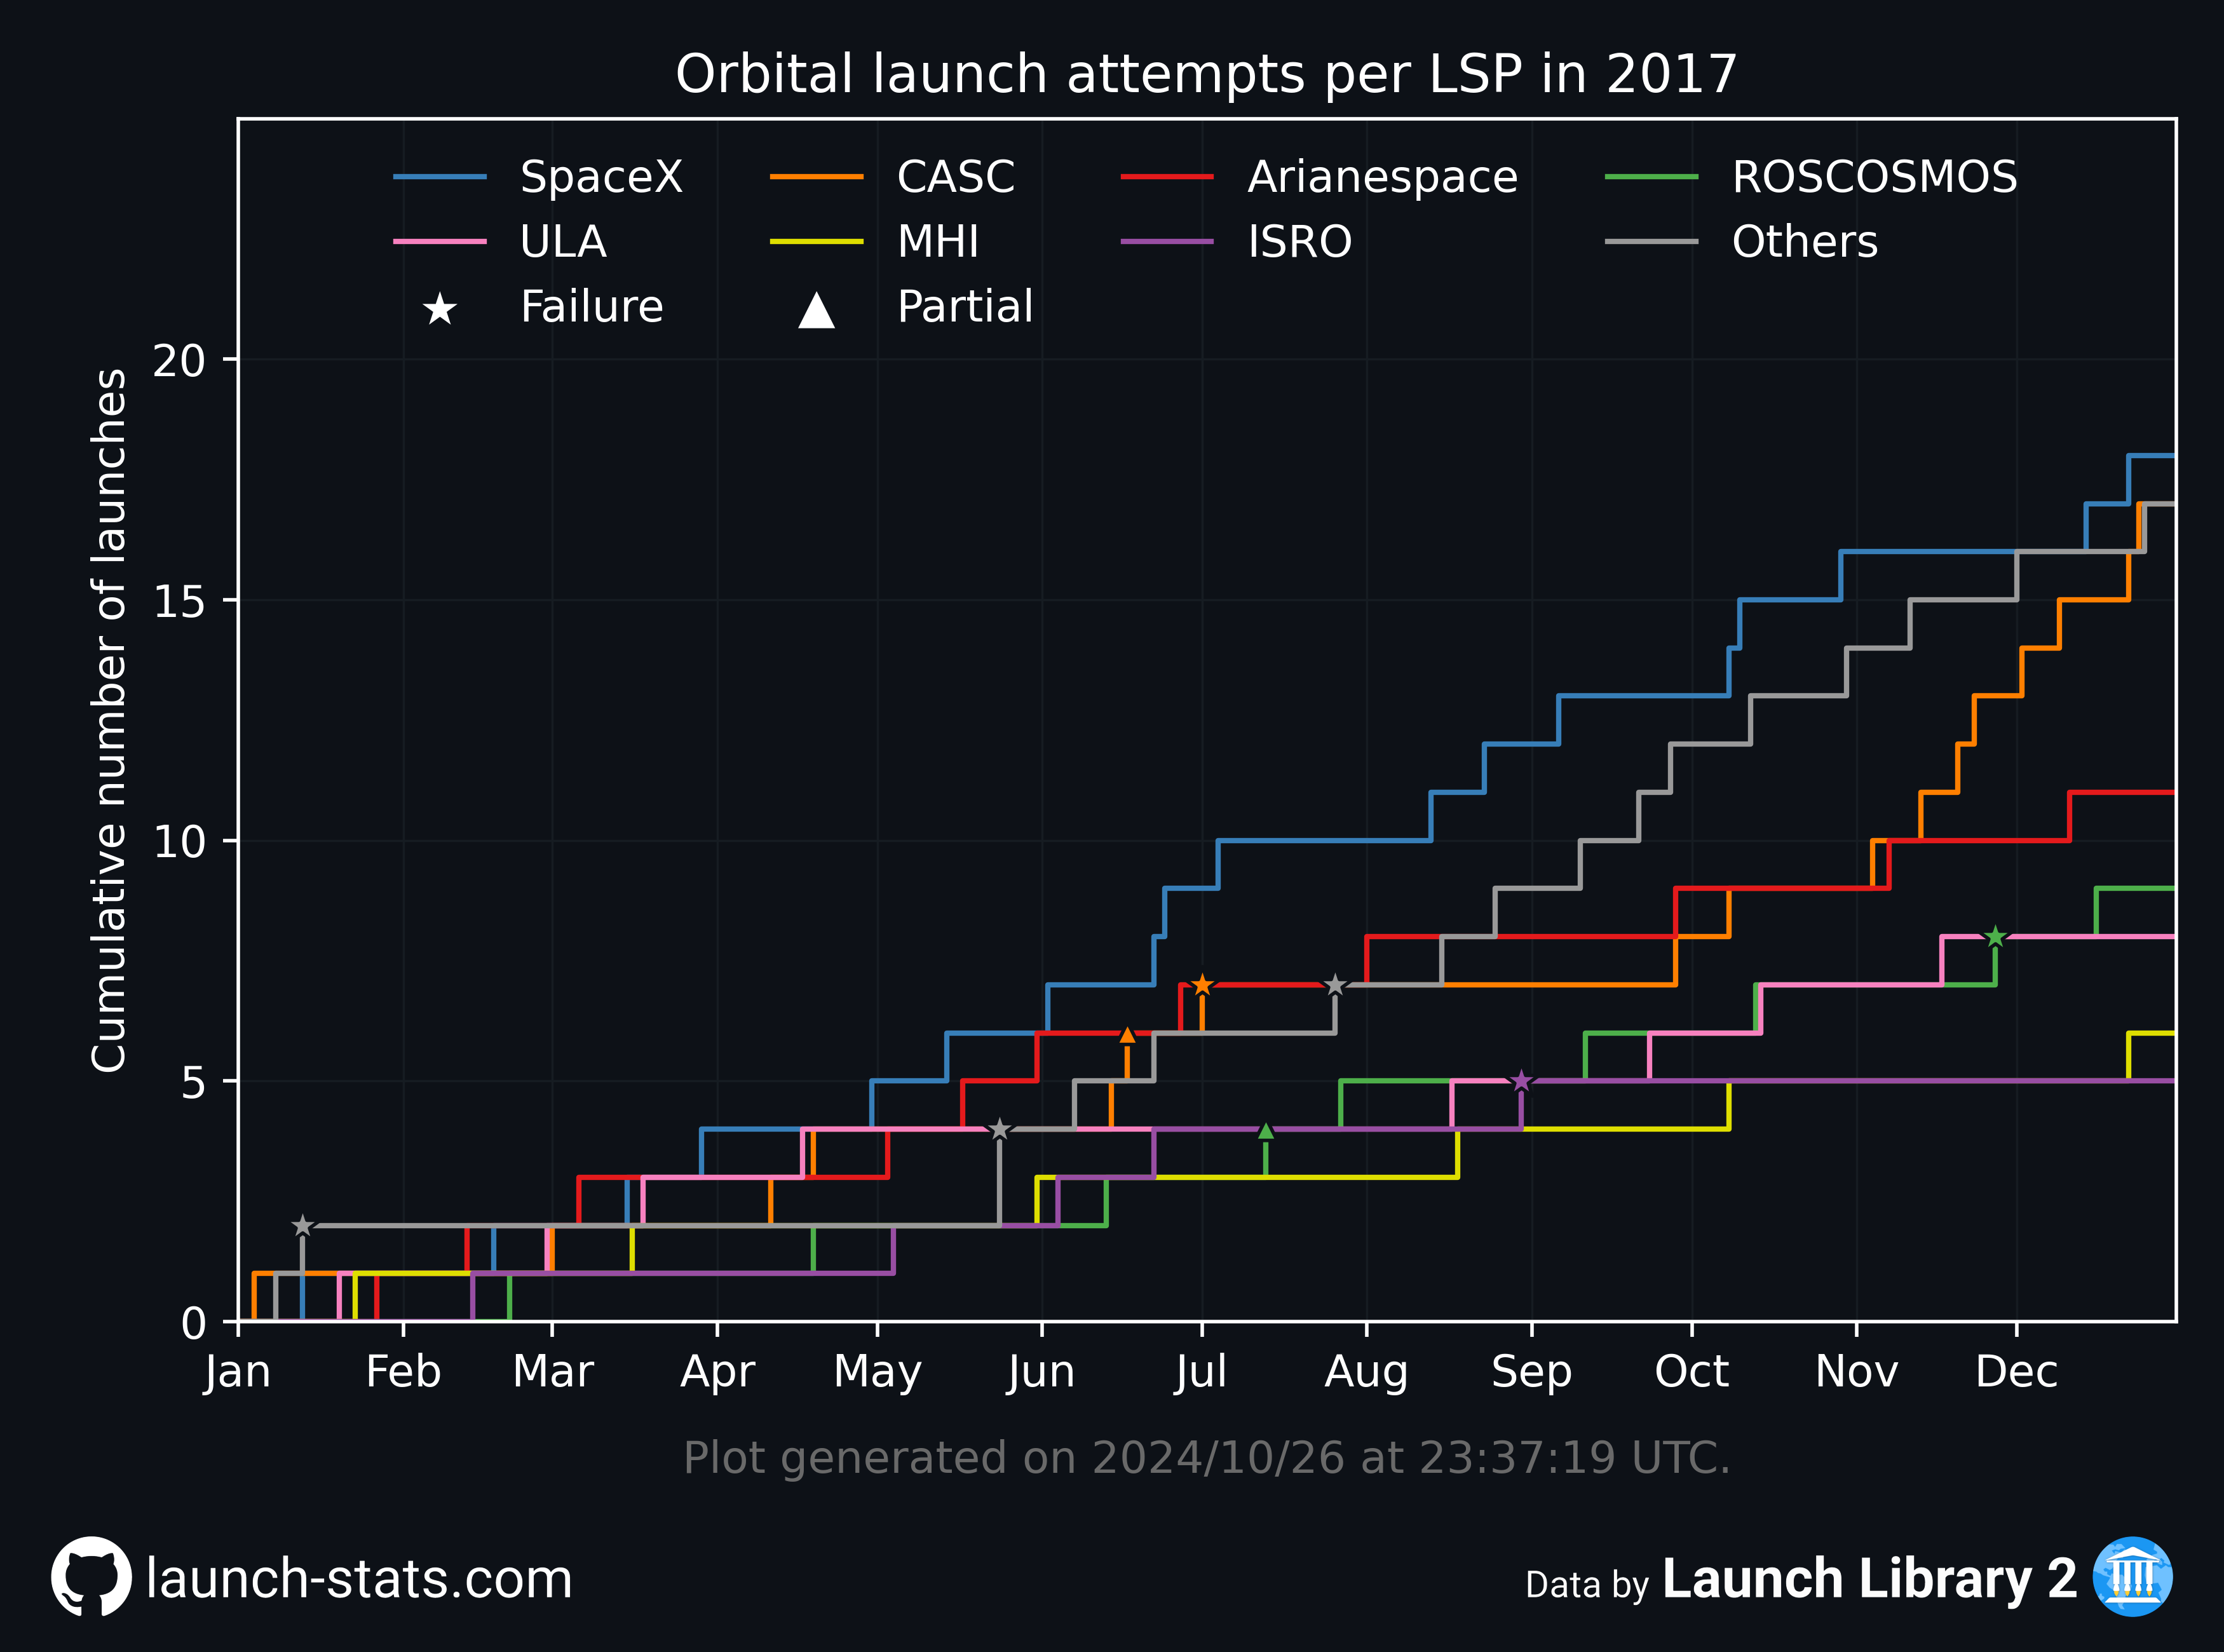 Orbital launch attempts per LSP in 2017
SpaceX CASC Arianespace ROSCOSMOS
ULA MHI ISRO Others
Failure Partial
Cumulative number of launches
20
15
10
5
0
Jan Feb Mar Apr May Jun Jul Aug Sep Oct Nov Dec
Plot generated on 2024/10/26 at 23:37:19 UTC.
launch-stats.com
Data by Launch Library 2